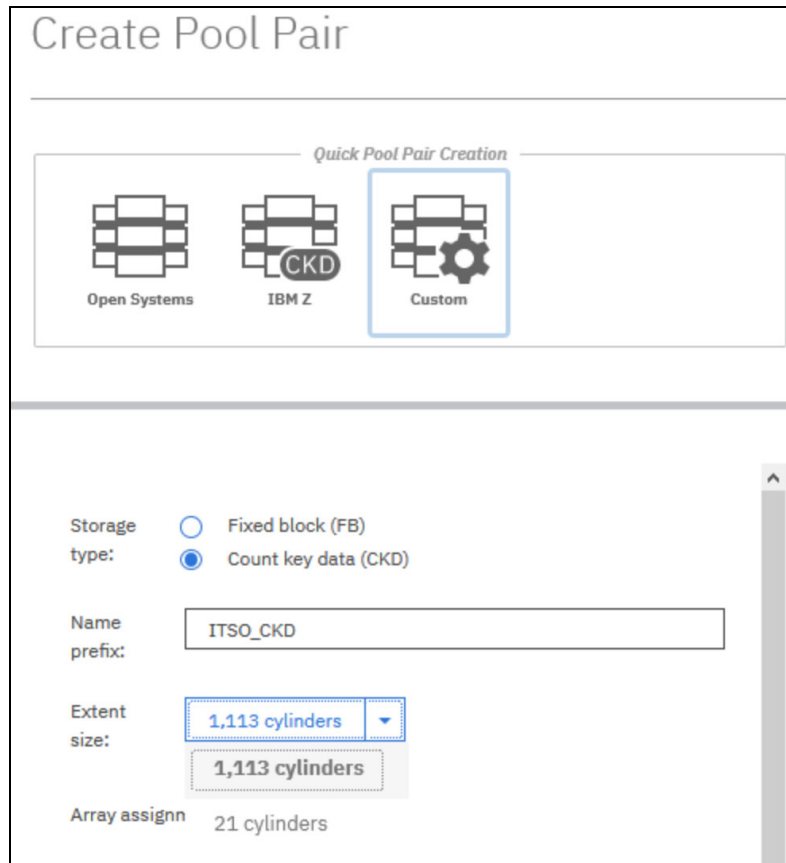 Create Pool Pair
Quick Pool Pair Creation
CKD
Open Systems
IBM Z
Custom
Storage type:
Fixed block (FB)
Count key data (CKD)
Name prefix:
ITSO_CKD
Extent size:
1,113 cylinders
1,113 cylinders
Array assignn
21 cylinders